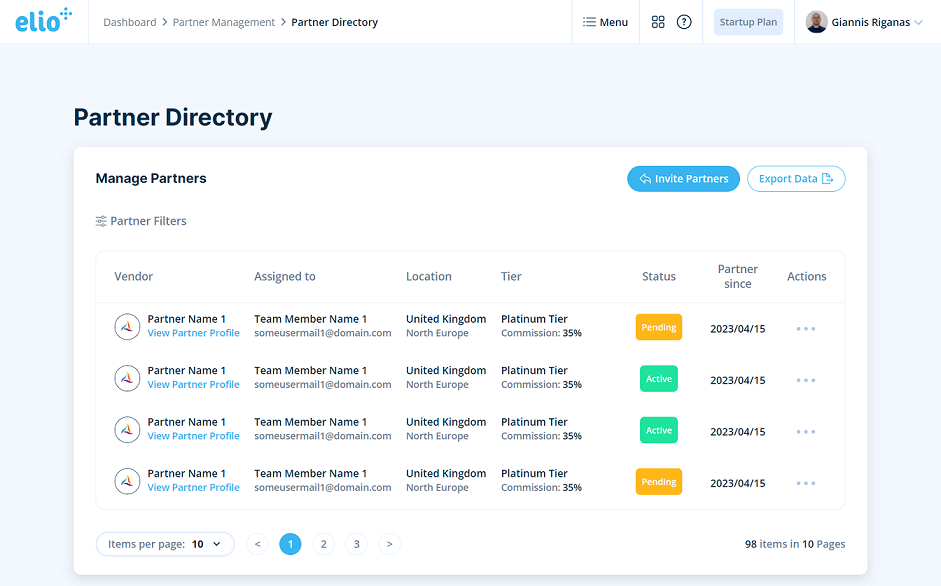 elio
Dashboard > Partner Management > Partner Directory
Menu
?
Startup Plan
Giannis Riganas
Partner Directory
Manage Partners
Invite Partners
Export Data
Partner Filters
Vendor Assigned to Location Tier Status Partner since Actions
Partner Name 1 Team Member Name 1 United Kingdom Platinum Tier Pending 2023/04/15
View Partner Profile someusermail1@domain.com North Europe Commission: 35%
Partner Name 1 Team Member Name 1 United Kingdom Platinum Tier Active 2023/04/15
View Partner Profile someusermail1@domain.com North Europe Commission: 35%
Partner Name 1 Team Member Name 1 United Kingdom Platinum Tier Active 2023/04/15
View Partner Profile someusermail1@domain.com North Europe Commission: 35%
Partner Name 1 Team Member Name 1 United Kingdom Platinum Tier Pending 2023/04/15
View Partner Profile someusermail1@domain.com North Europe Commission: 35%
Items per page: 10 < 1 2 3 > 98 items in 10 Pages